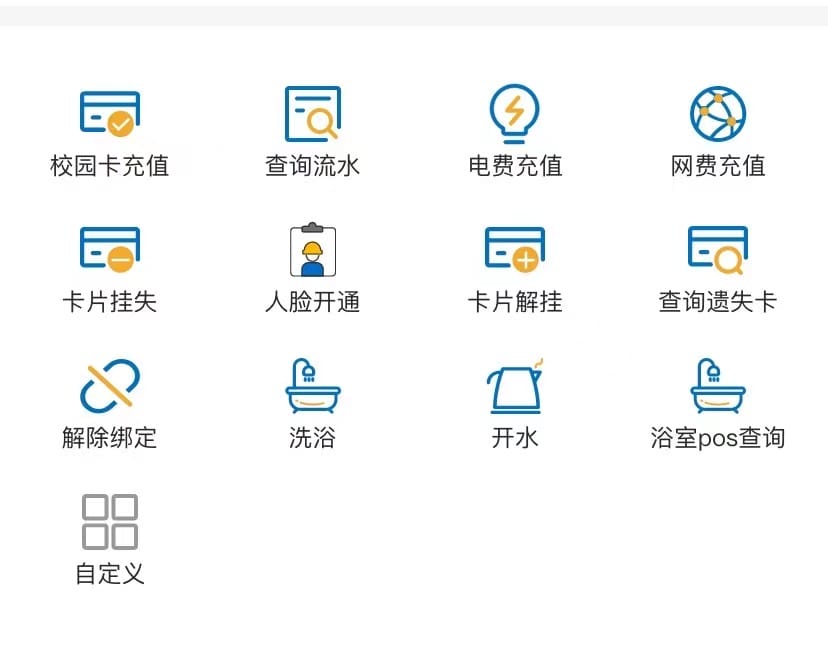 校园卡充值
查询流水
电费充值
网费充值
卡片挂失
人脸开通
卡片解挂
查询遗失卡
解除绑定
洗浴
开水
浴室pos查询
自定义